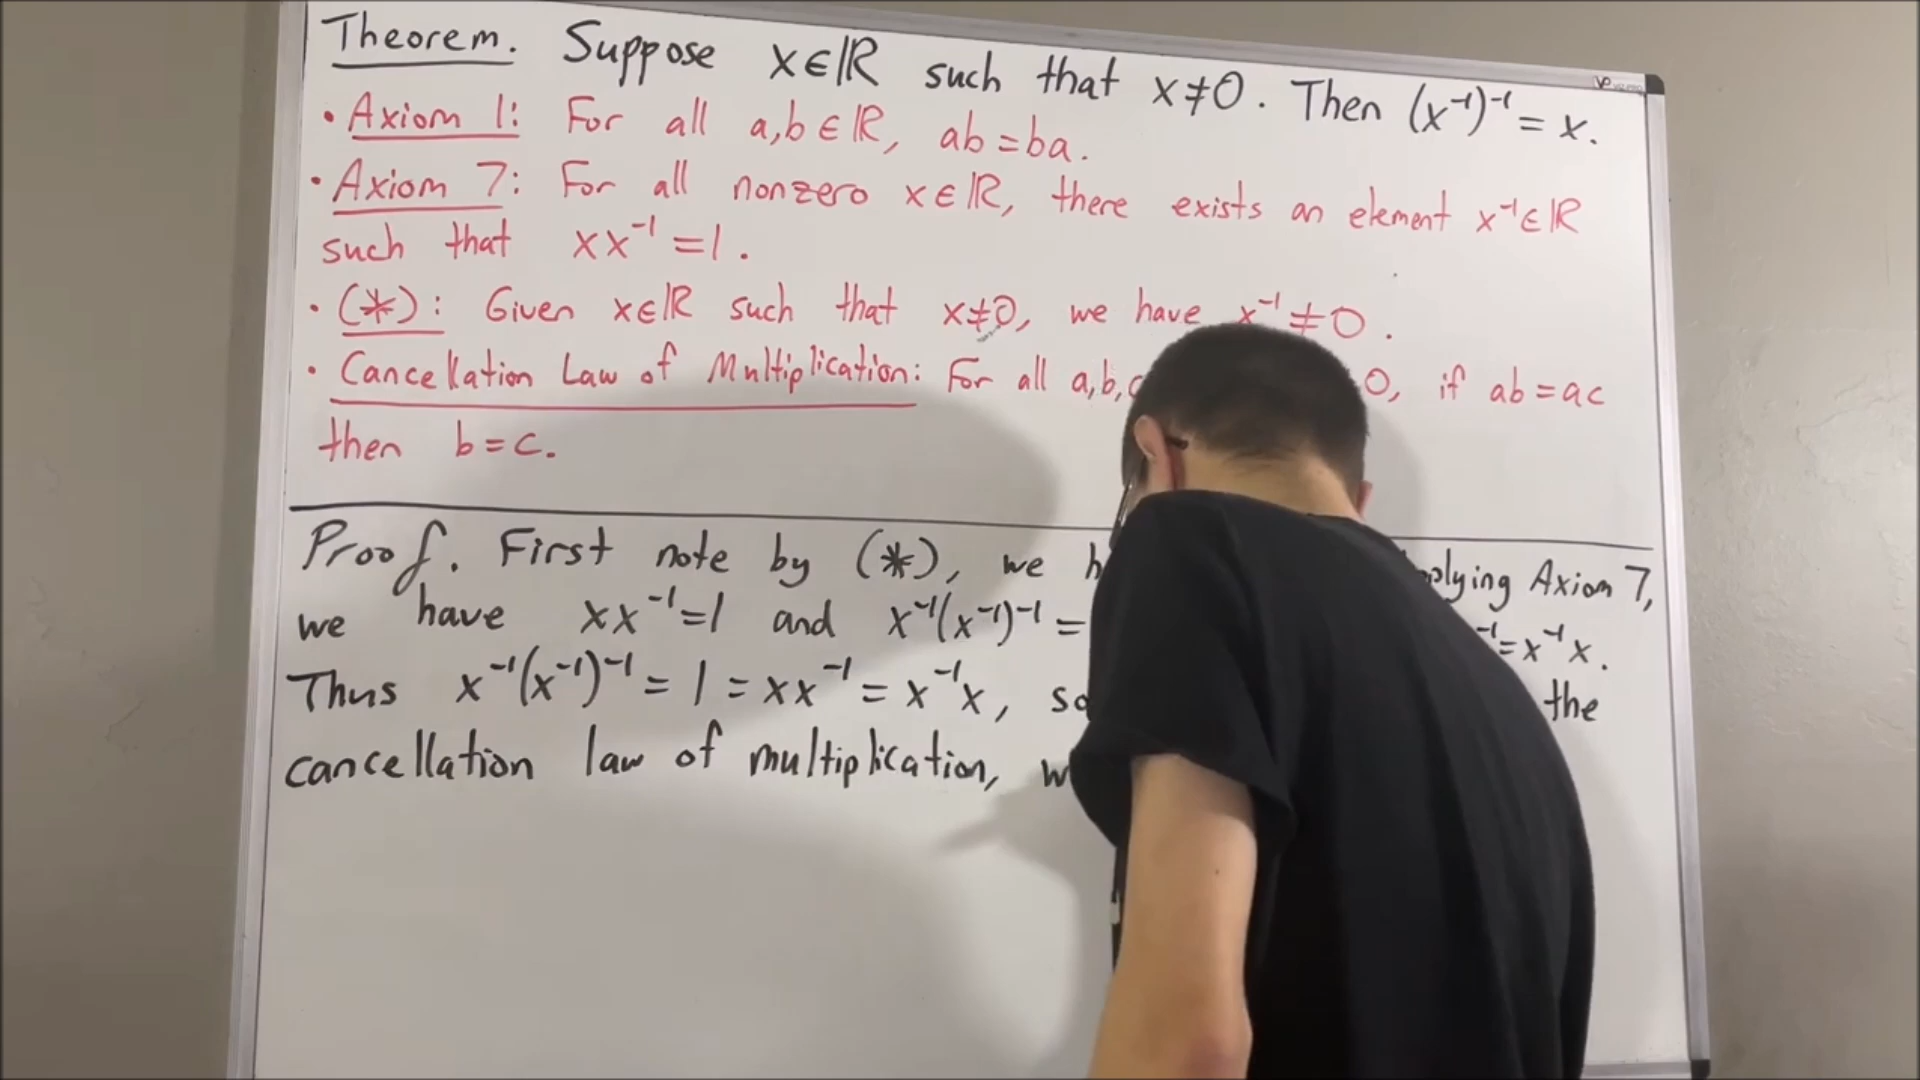 Theorem. Suppose x∈ℝ such that x≠0. Then (x⁻¹)⁻¹ = x.
• Axiom 1: For all a,b∈ℝ, ab=ba.
• Axiom 7: For all nonzero x∈ℝ, there exists an element x⁻¹∈ℝ
such that xx⁻¹=1.
• (*): Given x∈ℝ such that x≠0, we have x⁻¹≠0.
• Cancellation Law of Multiplication: For all a,b,c 0, if ab=ac
then b=c.
Proof. First note by (*), we Axiom 7,
we have xx⁻¹=1 and x⁻¹(x⁻¹)⁻¹= ⁻¹=x⁻¹x.
Thus x⁻¹(x⁻¹)⁻¹ = 1 = xx⁻¹ = x⁻¹x, the
cancellation law of multiplication,